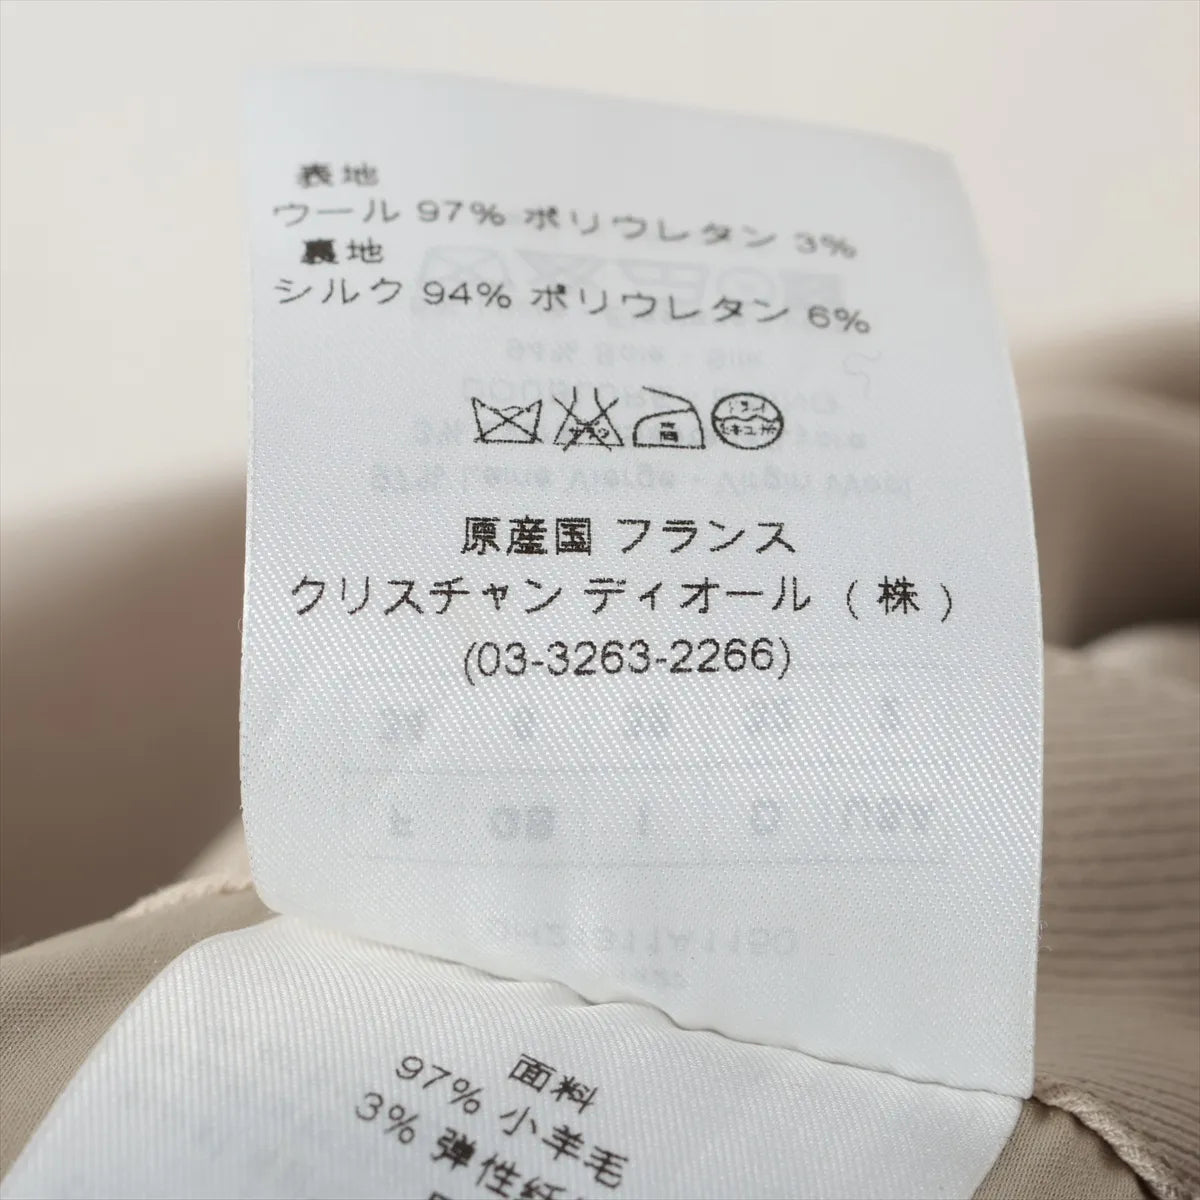 表地
ウール 97% ポリウレタン 3%
裏地
シルク 94% ポリウレタン 6%
高
原産国 フランス
クリスチャン ディオール (株)
(03-3263-2266)
面料
97% 小羊毛
3% 弹性纤